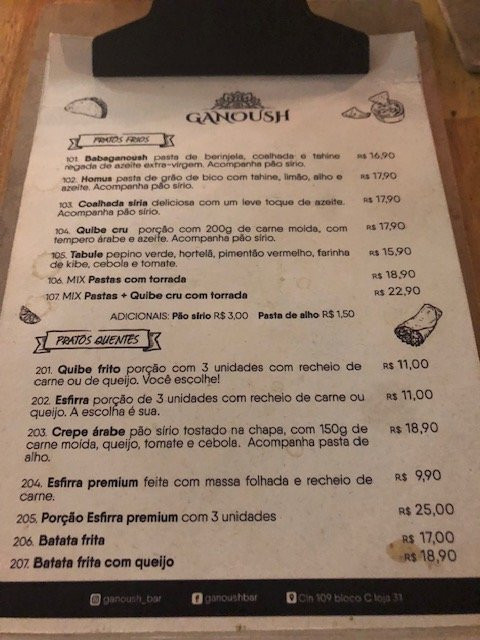 GANOUSH
PRATOS FRIOS
101. Babaganoush pasta de berinjela, coalhada e tahine R$ 16,90
regada de azeite extra-virgem. Acompanha pão sírio.
102. Homus pasta de grão de bico com tahine, limão, alho e R$ 17,90
azeite. Acompanha pão sírio.
103. Coalhada síria deliciosa com um leve toque de azeite. R$ 17,90
Acompanha pão sírio.
104. Quibe cru porção com 200g de carne moida, com R$ 17,90
tempero árabe e azeite. Acompanha pão sírio.
105. Tabule pepino verde, hortelã, pimentão vermelho, farinha R$ 15,90
de kibe, cebola e tomate.
106. MIX Pastas com torrada R$ 18,90
107. MIX Pastas + Quibe cru com torrada R$ 22,90
ADICIONAIS: Pão sírio R$ 3,00 Pasta de alho R$ 1,50
PRATOS QUENTES
201. Quibe frito porção com 3 unidades com recheio de R$ 11,00
carne ou de queijo. Você escolhe!
202. Esfirra porção de 3 unidades com recheio de carne ou R$ 11,00
queijo. A escolha é sua.
203. Crepe árabe pão sírio tostado na chapa, com 150g de R$ 18,90
carne moida, queijo, tomate e cebola. Acompanha pasta de
alho.
204. Esfirra premium feita com massa folhada e recheio de R$ 9,90
carne.
205. Porção Esfirra premium com 3 unidades R$ 25,00
206. Batata frita R$ 17,00
207. Batata frita com queijo R$ 18,90
ganoush_bar ganoushbar Cln 109 bloco C loja 31